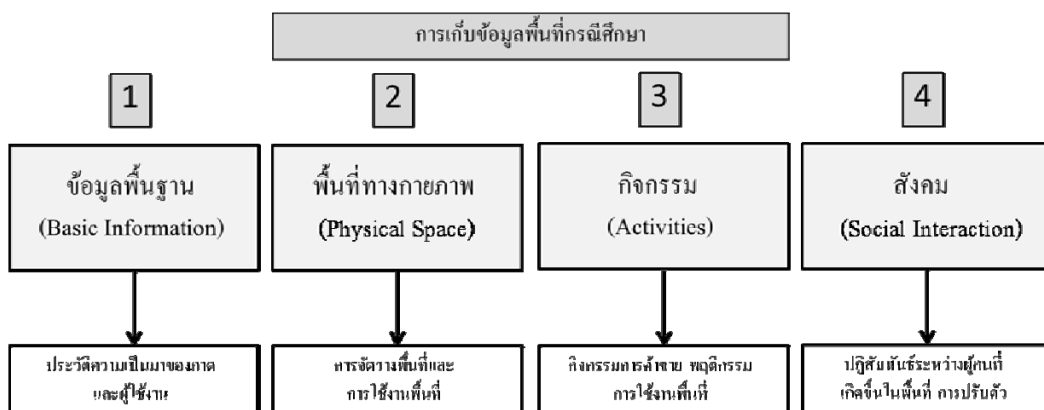 การเก็บข้อมูลพื้นที่กรณีศึกษา
1
2
3
4
ข้อมูลพื้นฐาน
(Basic Information)
พื้นที่ทางกายภาพ
(Physical Space)
กิจกรรม
(Activities)
สังคม
(Social Interaction)
ประวัติความเป็นมาของภาด
และผู้ใช้งาน
การจัดวางพื้นที่และ
การใช้งานพื้นที่
กิจกรรมการค้าขาย พฤติกรรม
การใช้งานพื้นที่
ปฏิสัมพันธ์ระหว่างผู้คนที่
เกิดขึ้นในพื้นที่ การปรับตัว